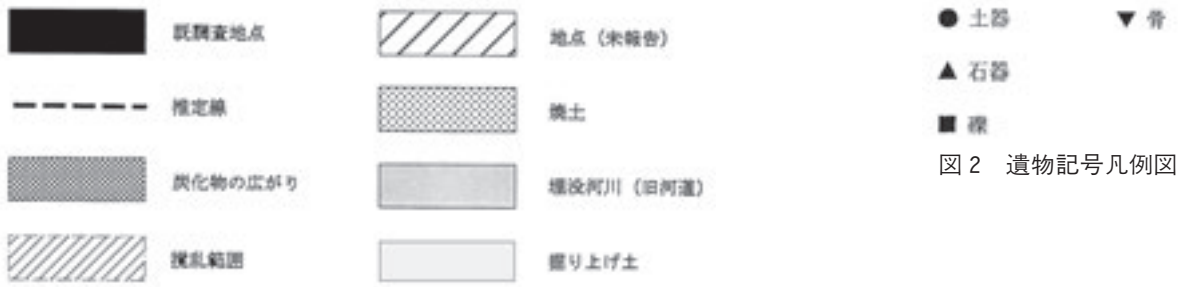 既調査地点
推定線
炭化物の広がり
攪乱範囲
地点（未報告）
焼土
埋没河川（旧河道）
掘り上げ土
● 土器
▼ 骨
▲ 石器
■ 礫
図2　遺物記号凡例図